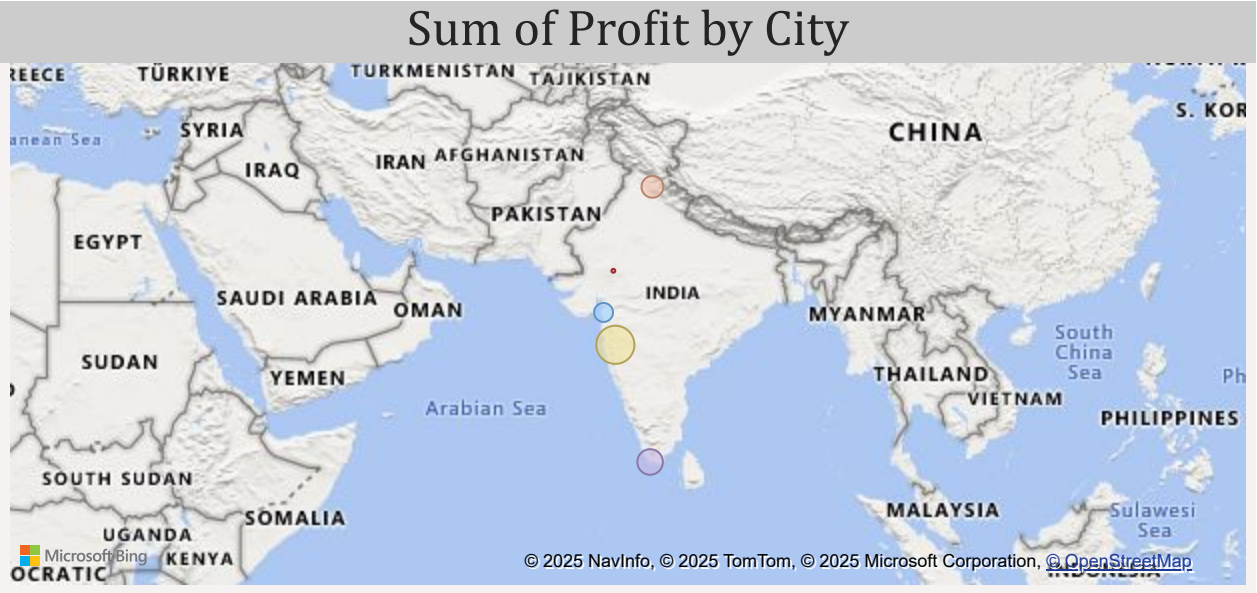 Sum of Profit by City
TURKMENISTAN
TÜRKIYE
TAJIKISTAN
REECE
S. KOR
SYRIA
CHINA
anean Sea
IRAQ
IRAN
AFGHANISTAN
PAKISTAN
EGYPT
INDIA
SAUDI ARABIA
OMAN
MYANMAR
South
China
Sea
SUDAN
YEMEN
THAILAND
Ph
VIETNAM
Arabian Sea
PHILIPPINES
SOUTH SUDAN
MALAYSIA
Sulawesi
Sea
SOMALIA
UGANDA
Microsoft Bing
KENYA
© 2025 NavInfo, © 2025 TomTom, © 2025 Microsoft Corporation, © OpenStreetMap
OCRATIC
INDONESIA